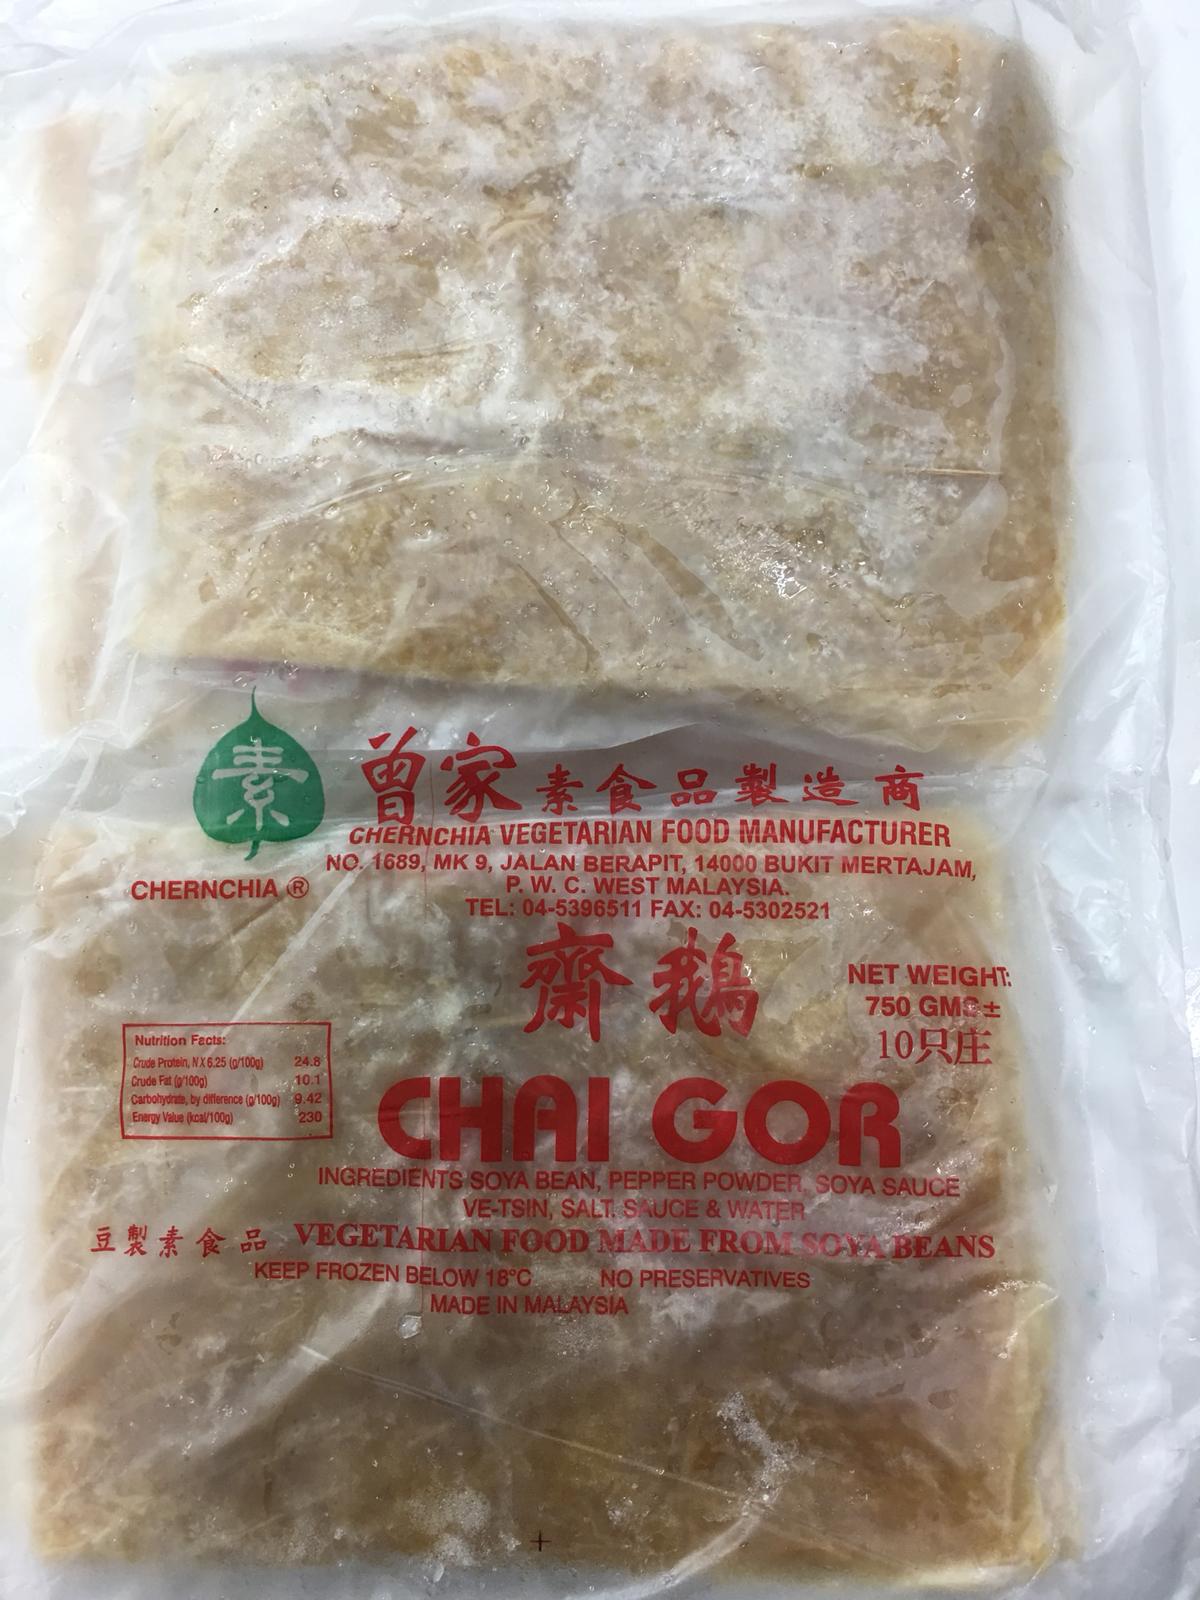 素
曾家素食品製造商
CHERNCHIA VEGETARIAN FOOD MANUFACTURER
NO. 1689, MK 9, JALAN BERAPIT, 14000 BUKIT MERTAJAM,
P. W. C. WEST MALAYSIA.
CHERNCHIA ®
TEL: 04-5396511 FAX: 04-5302521
齋鵝
NET WEIGHT:
750 GMS±
10只庄
Nutrition Facts:
Crude Protein, N X 6.25 (g/100g) 24.8
Crude Fat (g/100g) 10.1
Carbohydrate, by difference (g/100g) 9.42
Energy Value (kcal/100g) 230
CHAI GOR
INGREDIENTS SOYA BEAN, PEPPER POWDER, SOYA SAUCE
VE-TSIN, SALT. SAUCE & WATER
豆製素食品 VEGETARIAN FOOD MADE FROM SOYA BEANS
KEEP FROZEN BELOW 18°C NO PRESERVATIVES
MADE IN MALAYSIA